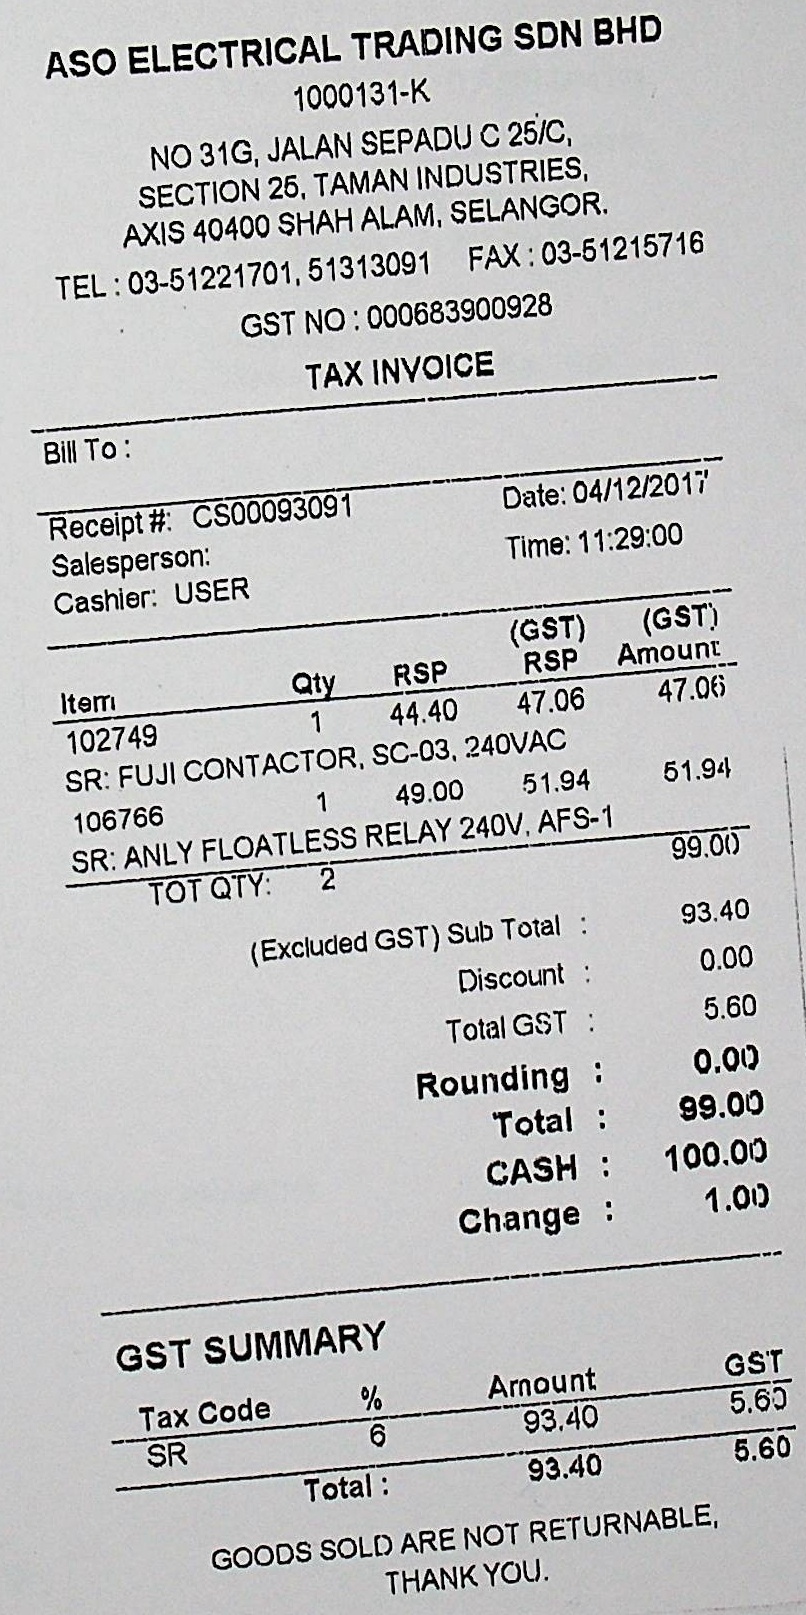 ASO ELECTRICAL TRADING SDN BHD
1000131-K
NO 31G, JALAN SEPADU C 25/C,
SECTION 25, TAMAN INDUSTRIES,
AXIS 40400 SHAH ALAM, SELANGOR.
TEL : 03-51221701, 51313091 FAX : 03-51215716
GST NO : 000683900928
TAX INVOICE
Bill To :
Receipt #: CS00093091 Date: 04/12/2017
Salesperson: Time: 11:29:00
Cashier: USER
(GST) (GST)
Item Qty RSP RSP Amount
102749 1 44.40 47.06 47.06
SR: FUJI CONTACTOR, SC-03, 240VAC
106766 1 49.00 51.94 51.94
SR: ANLY FLOATLESS RELAY 240V, AFS-1
TOT QTY: 2 99.00
(Excluded GST) Sub Total : 93.40
Discount : 0.00
Total GST : 5.60
Rounding : 0.00
Total : 99.00
CASH : 100.00
Change : 1.00
GST SUMMARY
Tax Code % Amount GST
SR 6 93.40 5.60
Total : 93.40 5.60
GOODS SOLD ARE NOT RETURNABLE,
THANK YOU.